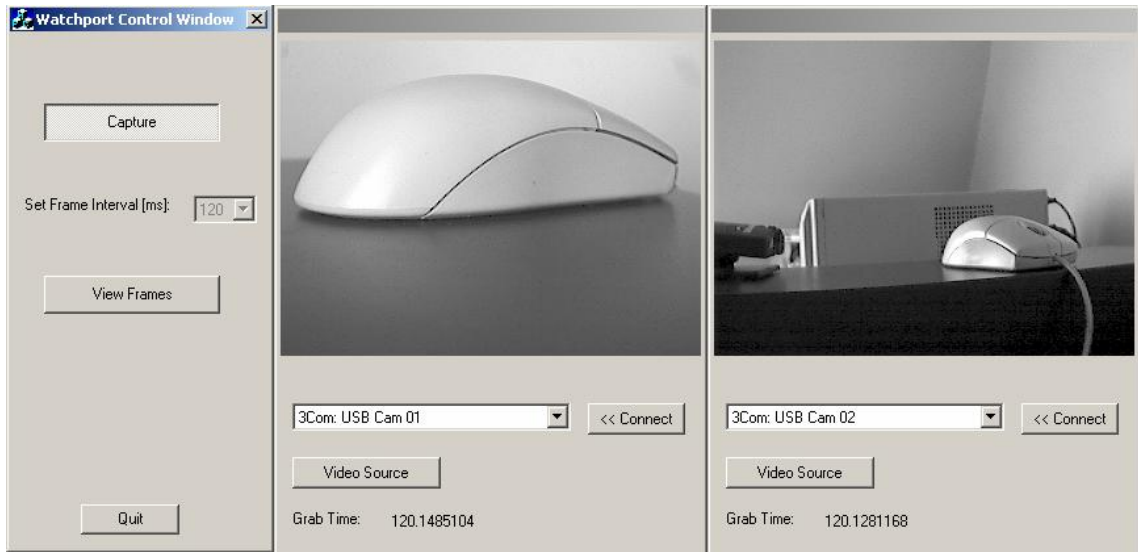 Watchport Control Window
Capture
Set Frame Interval [ms]:
120
View Frames
Quit
3Com: USB Cam 01
<< Connect
Video Source
Grab Time:
120.1485104
3Com: USB Cam 02
<< Connect
Video Source
Grab Time:
120.1281168